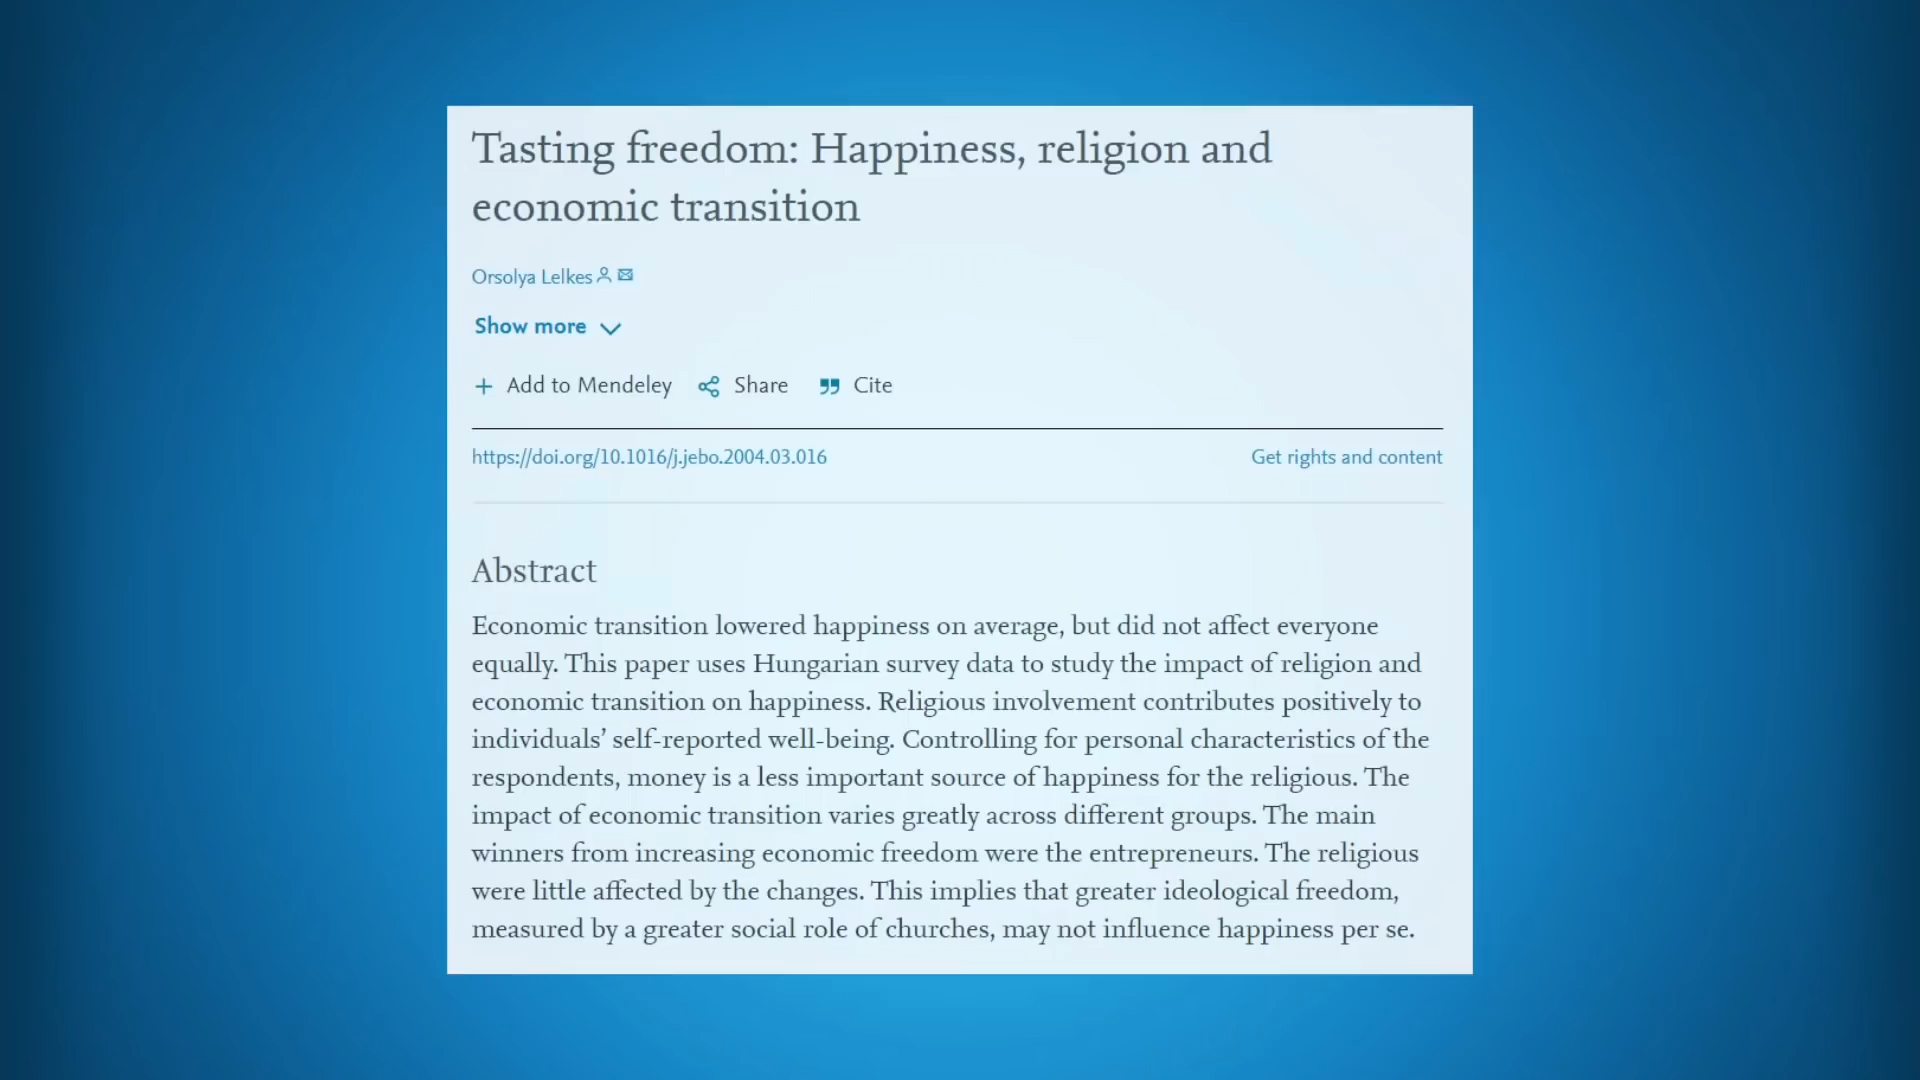 Tasting freedom: Happiness, religion and
economic transition
Orsolya Lelkes
Show more
Add to Mendeley Share Cite
https://doi.org/10.1016/j.jebo.2004.03.016 Get rights and content
Abstract
Economic transition lowered happiness on average, but did not affect everyone
equally. This paper uses Hungarian survey data to study the impact of religion and
economic transition on happiness. Religious involvement contributes positively to
individuals’ self-reported well-being. Controlling for personal characteristics of the
respondents, money is a less important source of happiness for the religious. The
impact of economic transition varies greatly across different groups. The main
winners from increasing economic freedom were the entrepreneurs. The religious
were little affected by the changes. This implies that greater ideological freedom,
measured by a greater social role of churches, may not influence happiness per se.